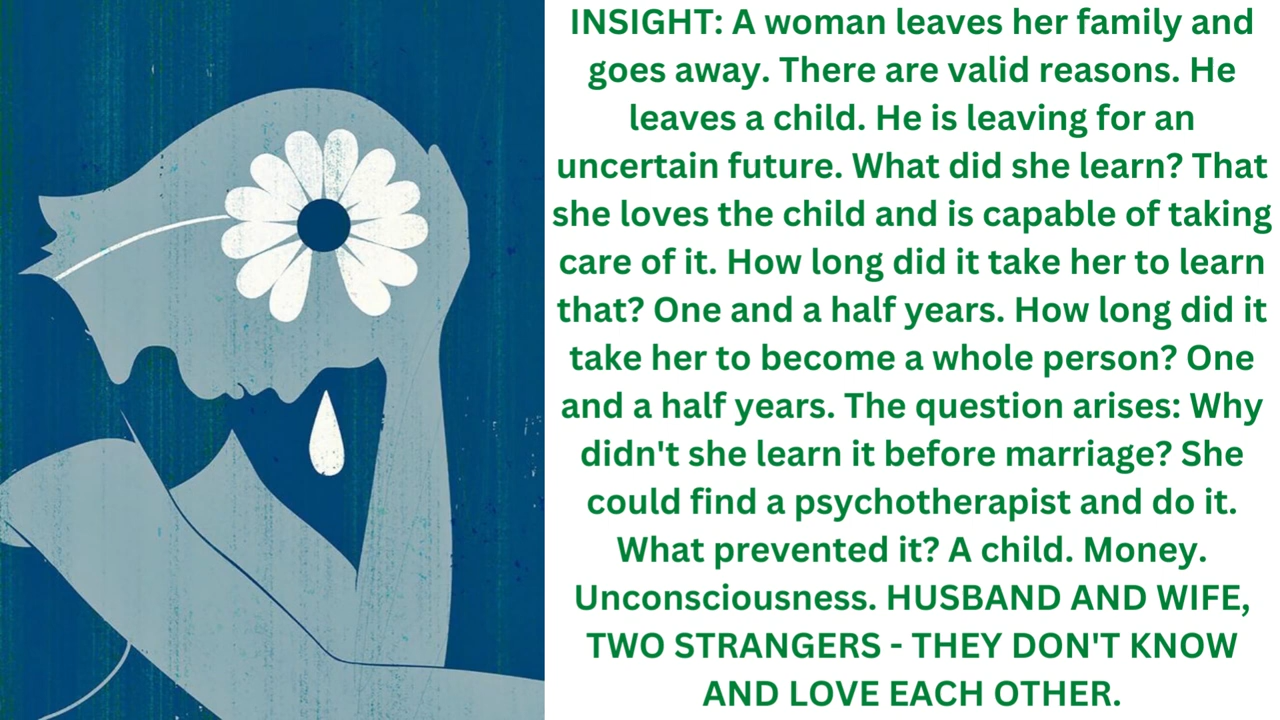 INSIGHT: A woman leaves her family and
goes away. There are valid reasons. He
leaves a child. He is leaving for an
uncertain future. What did she learn? That
she loves the child and is capable of taking
care of it. How long did it take her to learn
that? One and a half years. How long did it
take her to become a whole person? One
and a half years. The question arises: Why
didn't she learn it before marriage? She
could find a psychotherapist and do it.
What prevented it? A child. Money.
Unconsciousness. HUSBAND AND WIFE,
TWO STRANGERS - THEY DON'T KNOW
AND LOVE EACH OTHER.